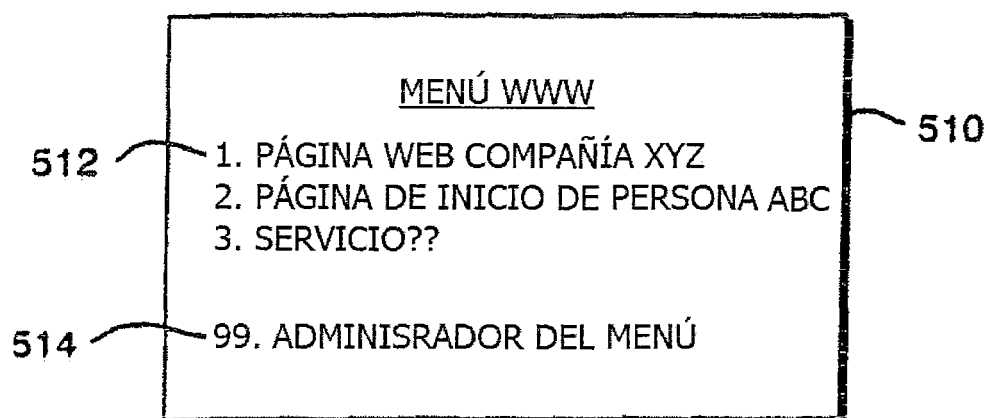 MENÚ WWW
510
512 1. PÁGINA WEB COMPAÑÍA XYZ
2. PÁGINA DE INICIO DE PERSONA ABC
3. SERVICIO??
514 99. ADMINISRADOR DEL MENÚ